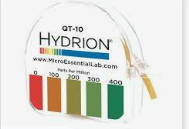 QT-10
HYDRION®
www.MicroEssentialLab.com
Parts Per Million
0 100 200 300 400